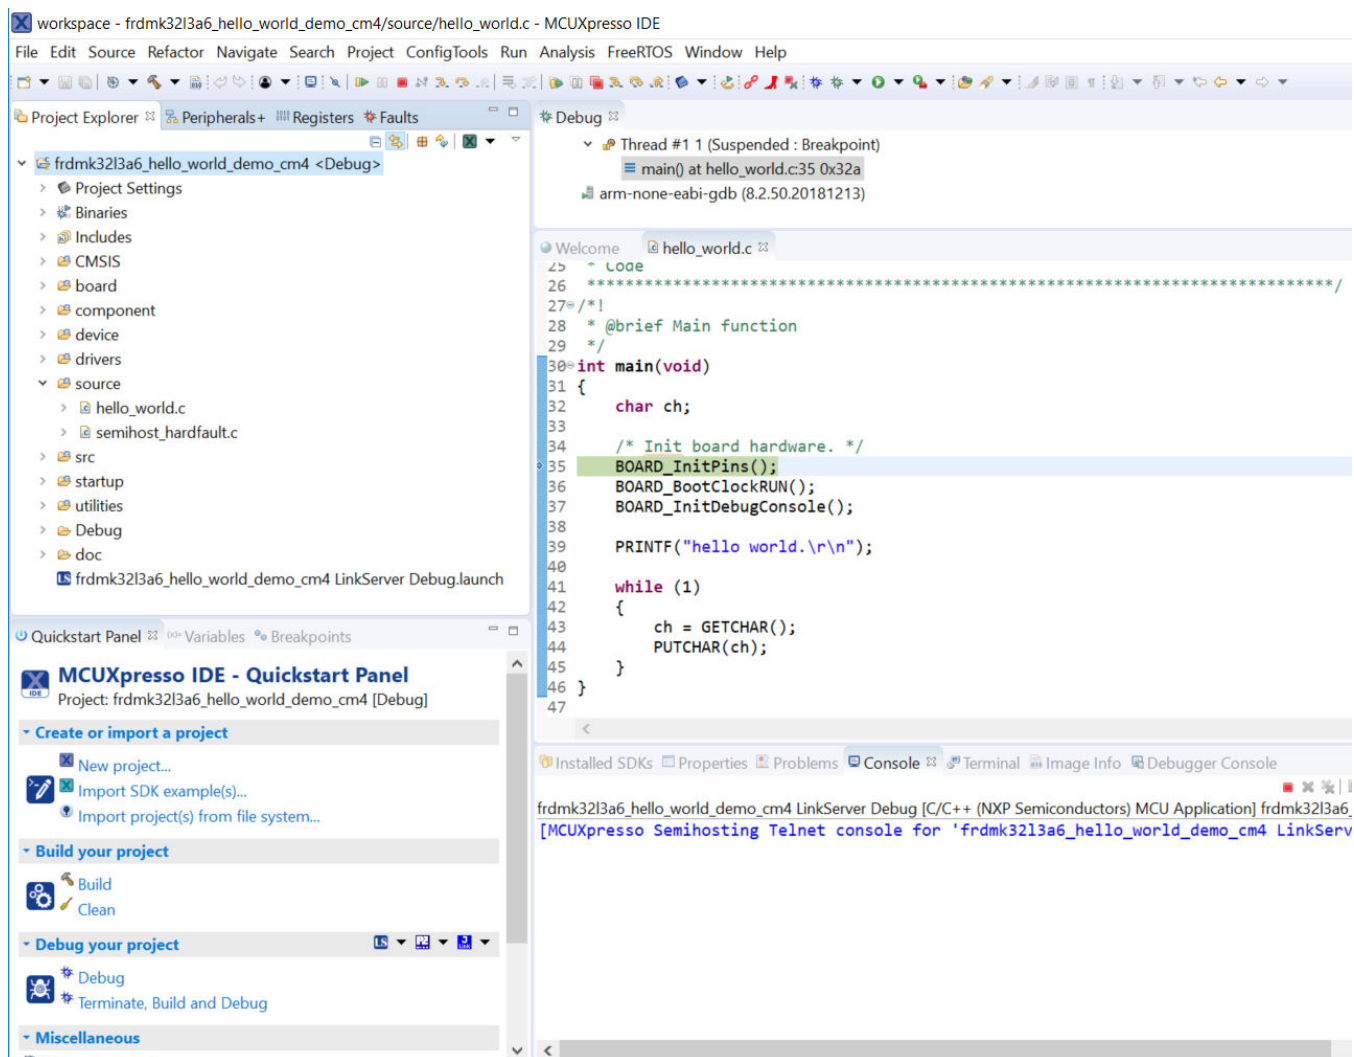 workspace - frdmk32l3a6_hello_world_demo_cm4/source/hello_world.c - MCUXpresso IDE
File Edit Source Refactor Navigate Search Project ConfigTools Run Analysis FreeRTOS Window Help
Project Explorer Peripherals+ Registers Faults
frdmk32l3a6_hello_world_demo_cm4 <Debug>
Project Settings
Binaries
Includes
CMSIS
board
component
device
drivers
source
hello_world.c
semihost_hardfault.c
src
startup
utilities
Debug
doc
LS frdmk32l3a6_hello_world_demo_cm4 LinkServer Debug.launch
Quickstart Panel (x)= Variables Breakpoints
IDE
MCUXpresso IDE - Quickstart Panel
Project: frdmk32l3a6_hello_world_demo_cm4 [Debug]
Create or import a project
New project...
Import SDK example(s)...
Import project(s) from file system...
Build your project
Build
Clean
Debug your project
LS
Debug
Terminate, Build and Debug
Miscellaneous
Debug
Thread #1 1 (Suspended : Breakpoint)
main() at hello_world.c:35 0x32a
arm-none-eabi-gdb (8.2.50.20181213)
Welcome hello_world.c
25 * Code
26 ******************************************************************************/
27 /*!
28 * @brief Main function
29 */
30 int main(void)
31 {
32 char ch;
33
34 /* Init board hardware. */
35 BOARD_InitPins();
36 BOARD_BootClockRUN();
37 BOARD_InitDebugConsole();
38
39 PRINTF("hello world.\r\n");
40
41 while (1)
42 {
43 ch = GETCHAR();
44 PUTCHAR(ch);
45 }
46 }
47
Installed SDKs Properties Problems Console Terminal Image Info Debugger Console
frdmk32l3a6_hello_world_demo_cm4 LinkServer Debug [C/C++ (NXP Semiconductors) MCU Application] frdmk32l3a6_
[MCUXpresso Semihosting Telnet console for 'frdmk32l3a6_hello_world_demo_cm4 LinkServ